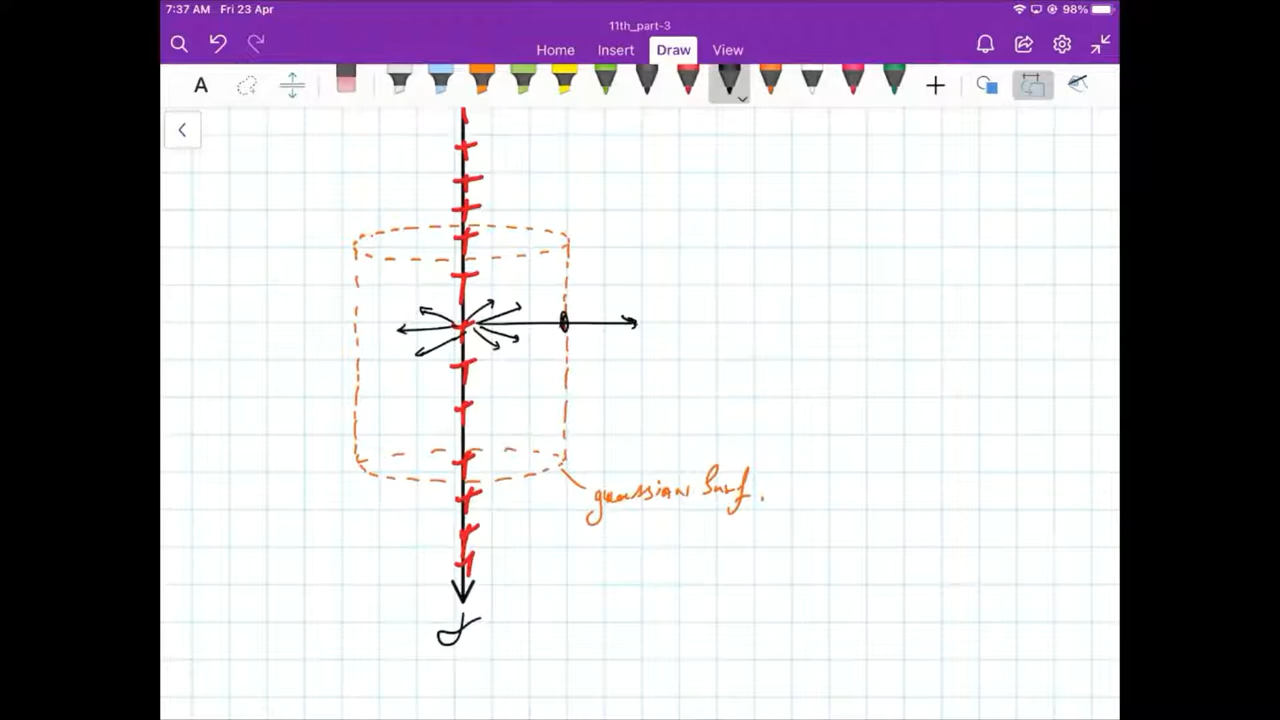 7:37 AM Fri 23 Apr
98%
11th_part-3
Home Insert Draw View
A
gaussian Surf.